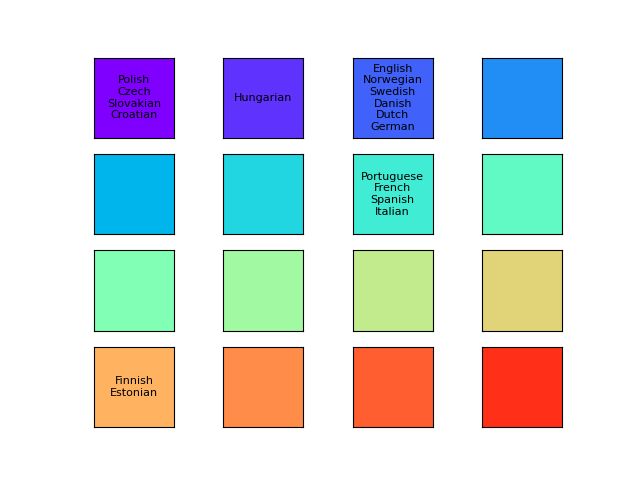 Polish
Czech
Slovakian
Croatian
Hungarian
English
Norwegian
Swedish
Danish
Dutch
German
Portuguese
French
Spanish
Italian
Finnish
Estonian